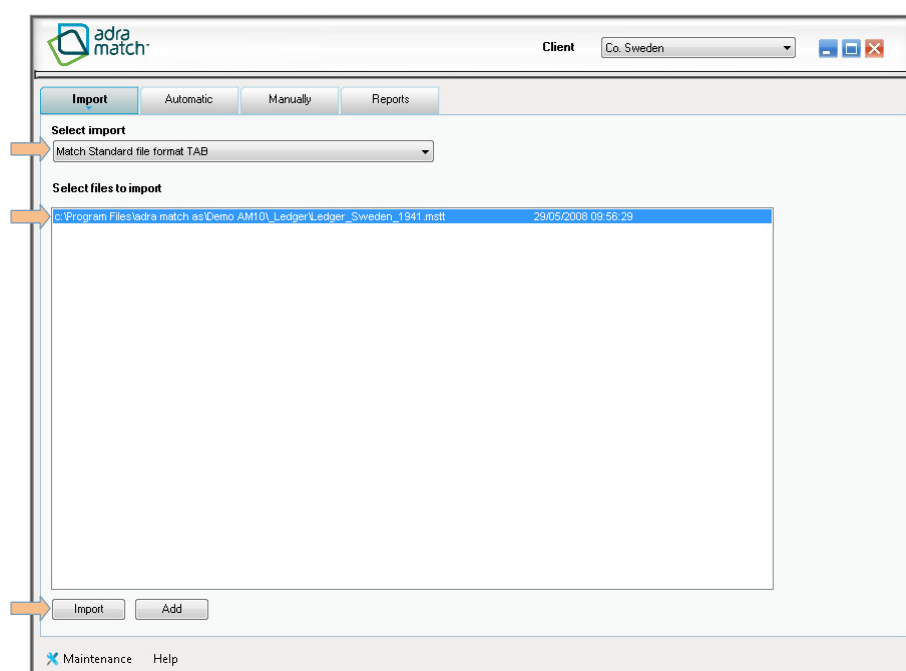 adra
match
Client Co. Sweden
Import Automatic Manually Reports
Select import
Match Standard file format TAB
Select files to import
c:\Program Files\adra match as\Demo AM10\_Ledger\Ledger_Sweden_1941.mstt 29/05/2008 09:56:29
Import Add
Maintenance Help